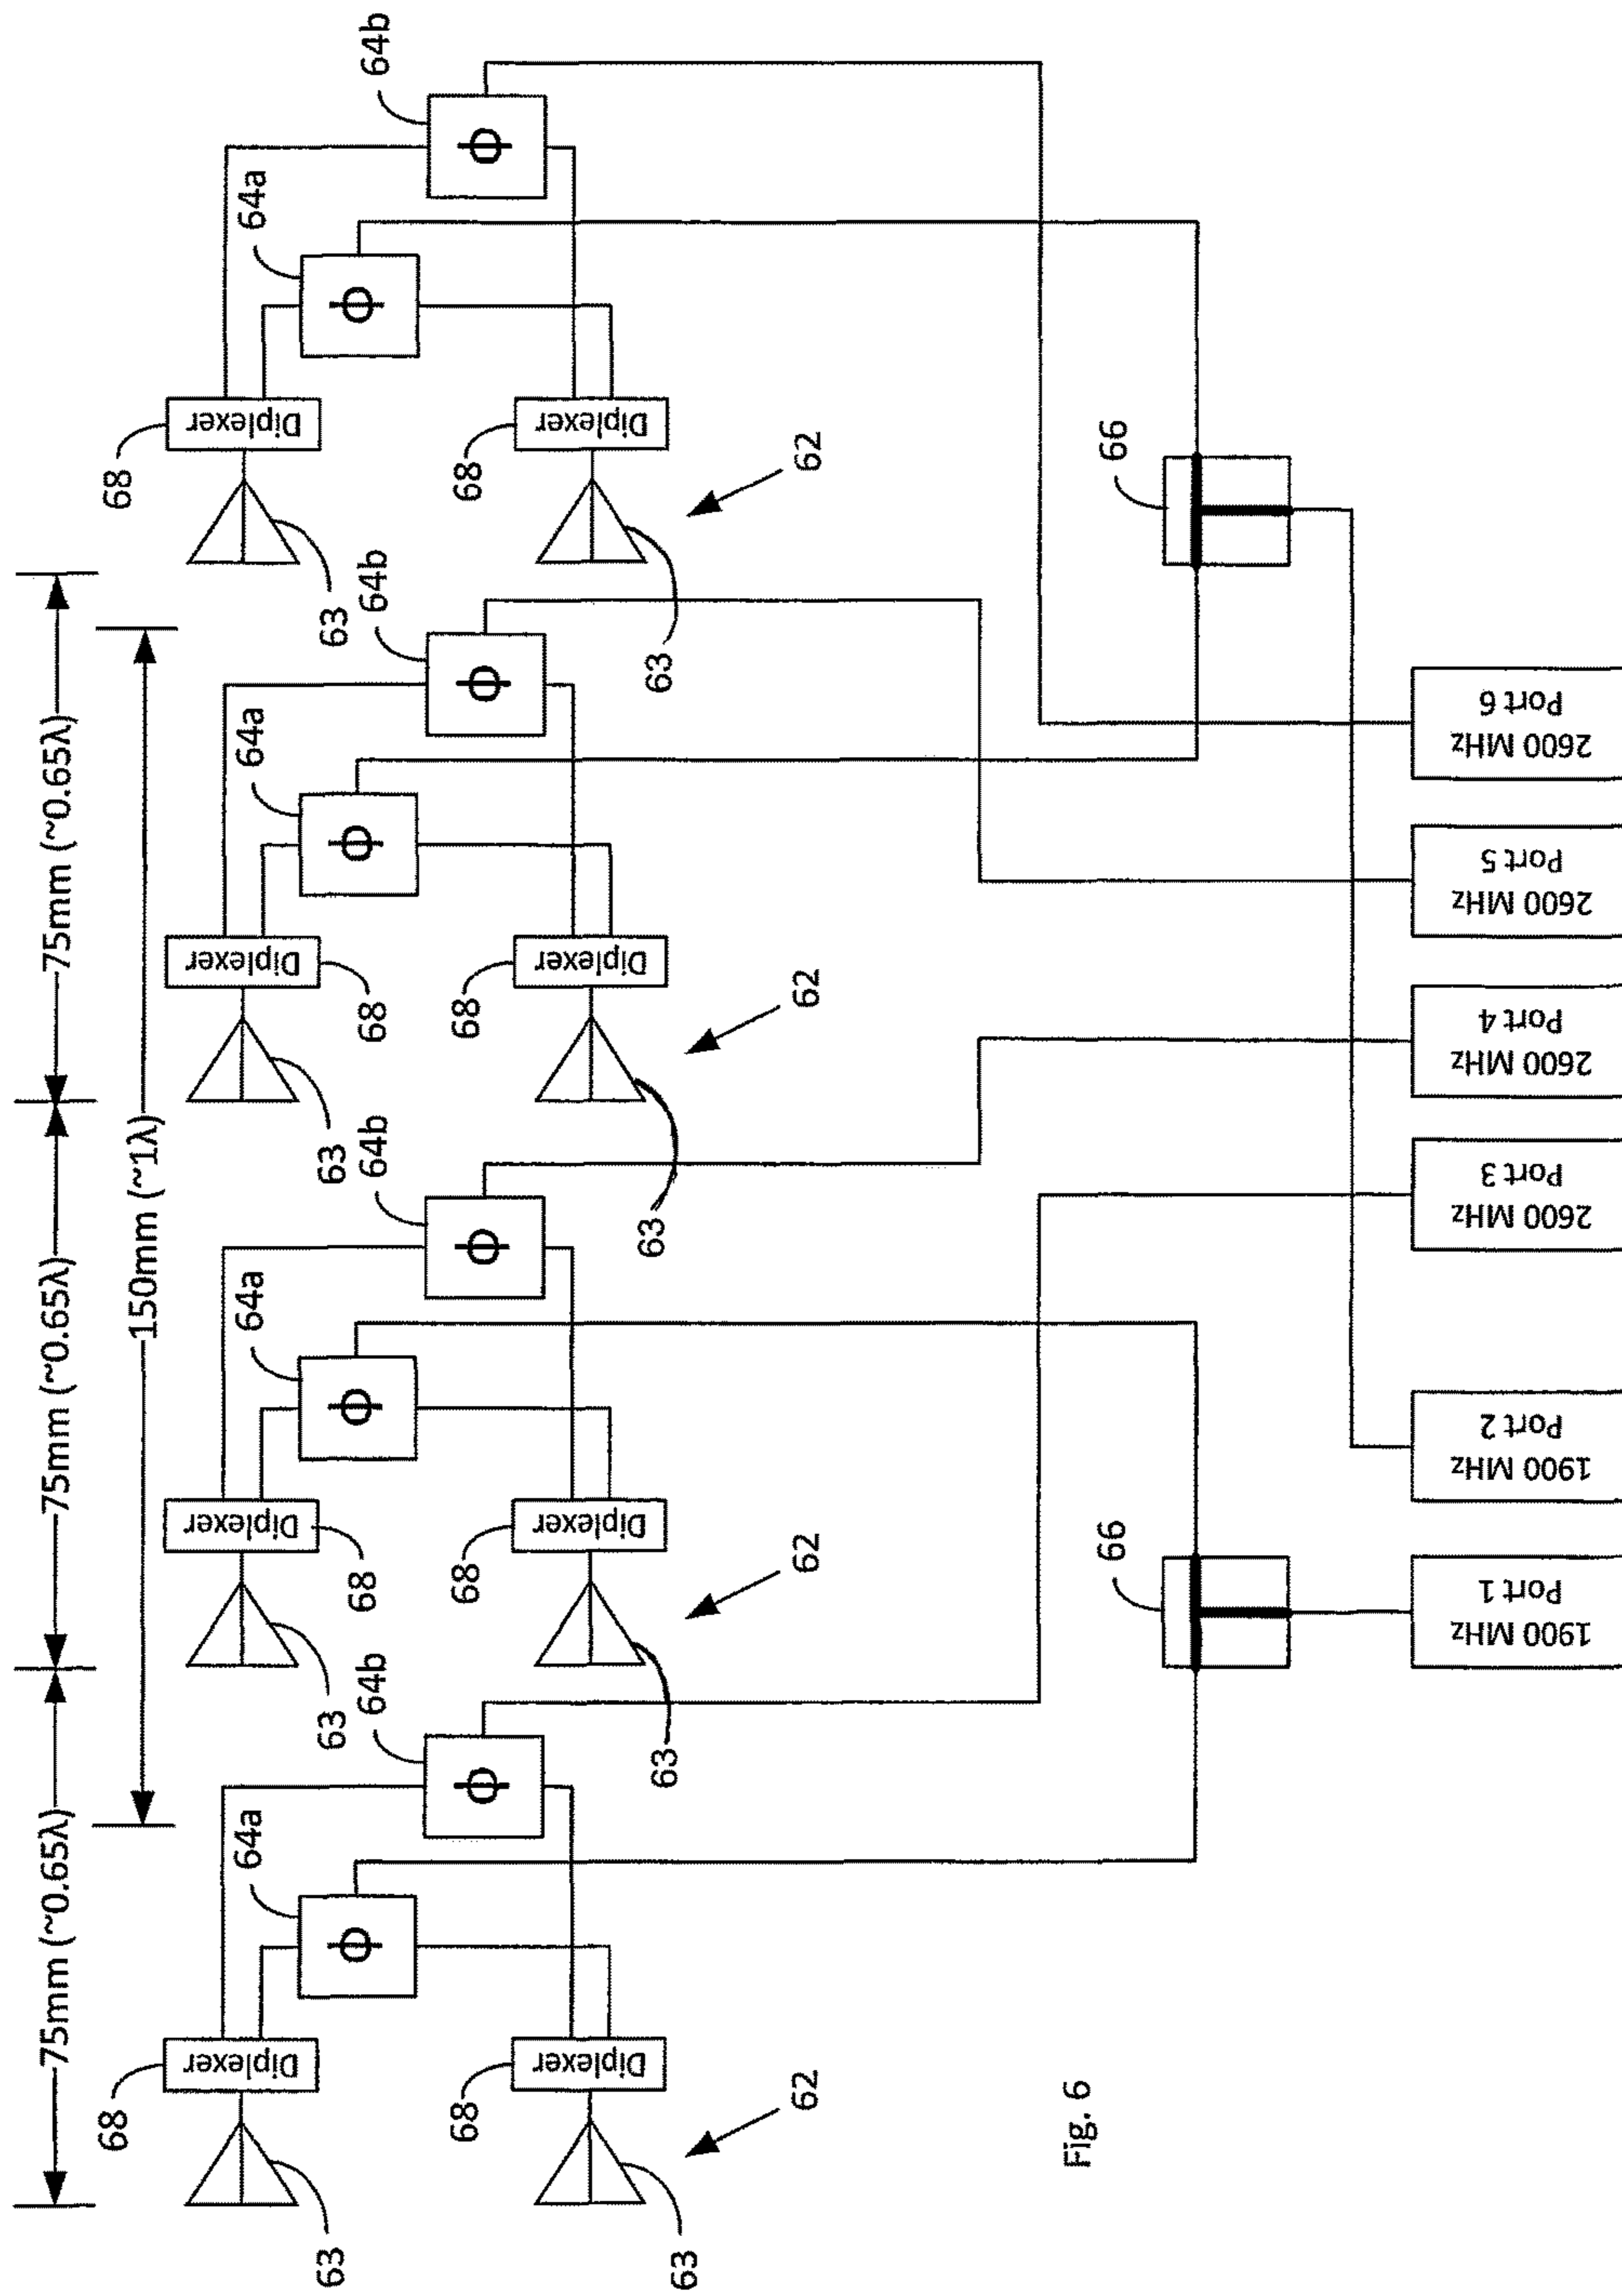 75mm (~0.65λ)
75mm (~0.65λ)
75mm (~0.65λ)
75mm (~0.65λ)
150mm (~1λ)
68
64a
64b
64a
64b
64a
64b
68
64a
64b
Diplexer
Diplexer
Diplexer
Diplexer
63
ϕ
63
68
ϕ
63
68
ϕ
63
ϕ
ϕ
ϕ
ϕ
ϕ
68
68
68
68
Diplexer
Diplexer
Diplexer
Diplexer
63
63
63
63
62
62
62
62
Fig. 6
66
66
Port 1
1900 MHz
Port 2
1900 MHz
Port 3
2600 MHz
Port 4
2600 MHz
Port 5
2600 MHz
Port 6
2600 MHz